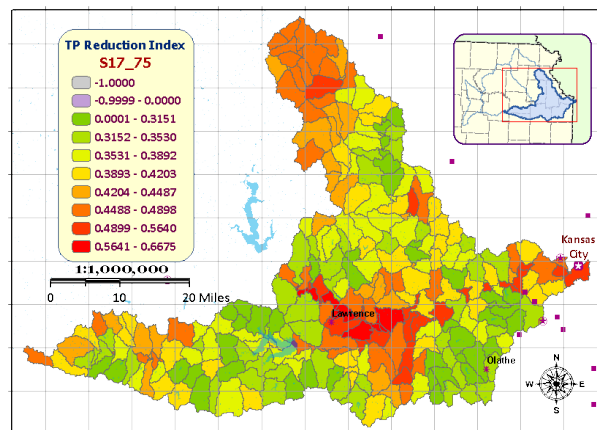 TP Reduction Index
S17_75
-1.0000
-0.9999 - 0.0000
0.0001 - 0.3151
0.3152 - 0.3530
0.3531 - 0.3892
0.3893 - 0.4203
0.4204 - 0.4487
0.4488 - 0.4898
0.4899 - 0.5640
0.5641 - 0.6675
1:1,000,000
0 10 20 Miles
Kansas
City
Lawrence
Olathe
N
W E
S